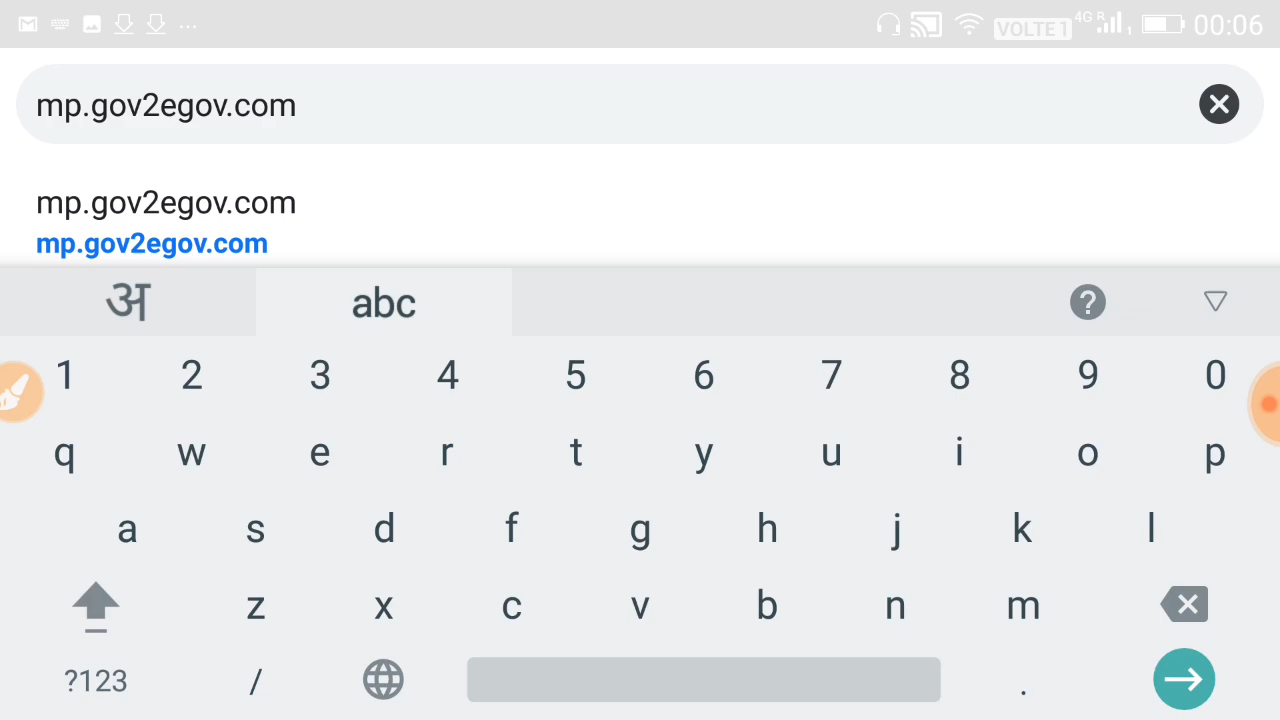 VOLTE 1 4G R 1 00:06
mp.gov2egov.com
mp.gov2egov.com
mp.gov2egov.com
अ abc ?
1 2 3 4 5 6 7 8 9 0
q w e r t y u i o p
a s d f g h j k l
z x c v b n m
?123 / .